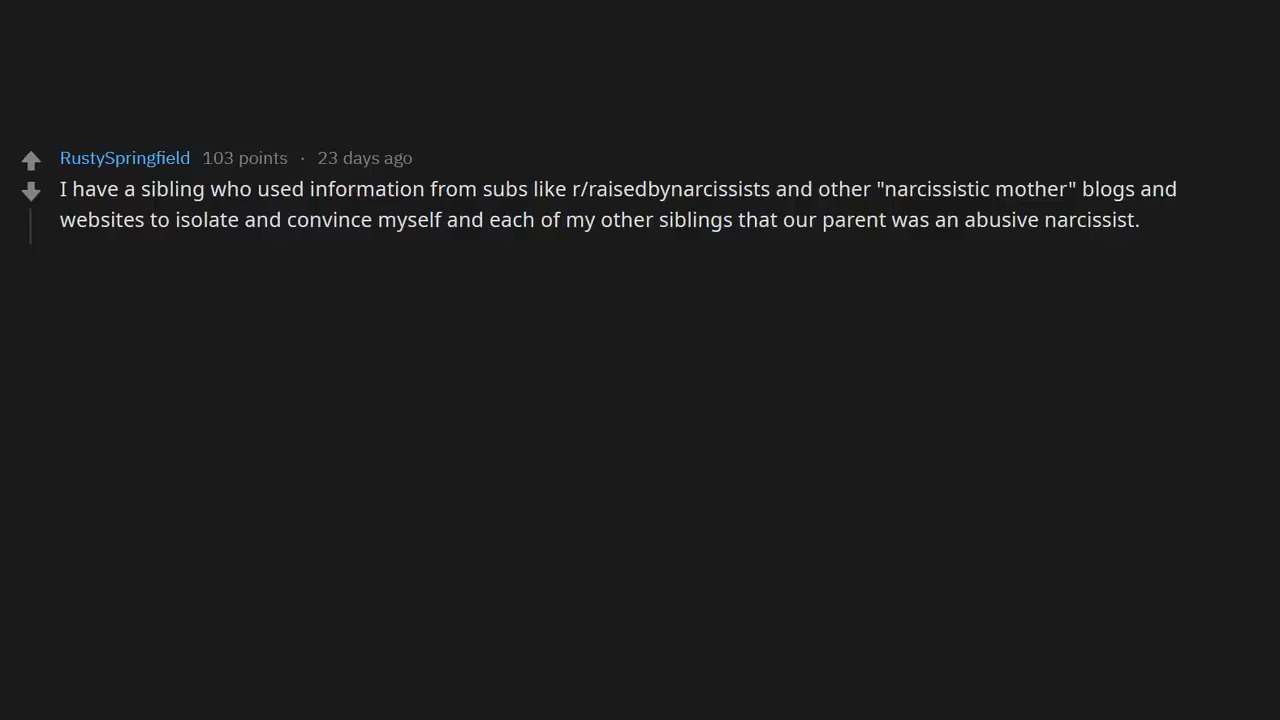 RustySpringfield 103 points · 23 days ago
I have a sibling who used information from subs like r/raisedbynarcissists and other "narcissistic mother" blogs and
websites to isolate and convince myself and each of my other siblings that our parent was an abusive narcissist.